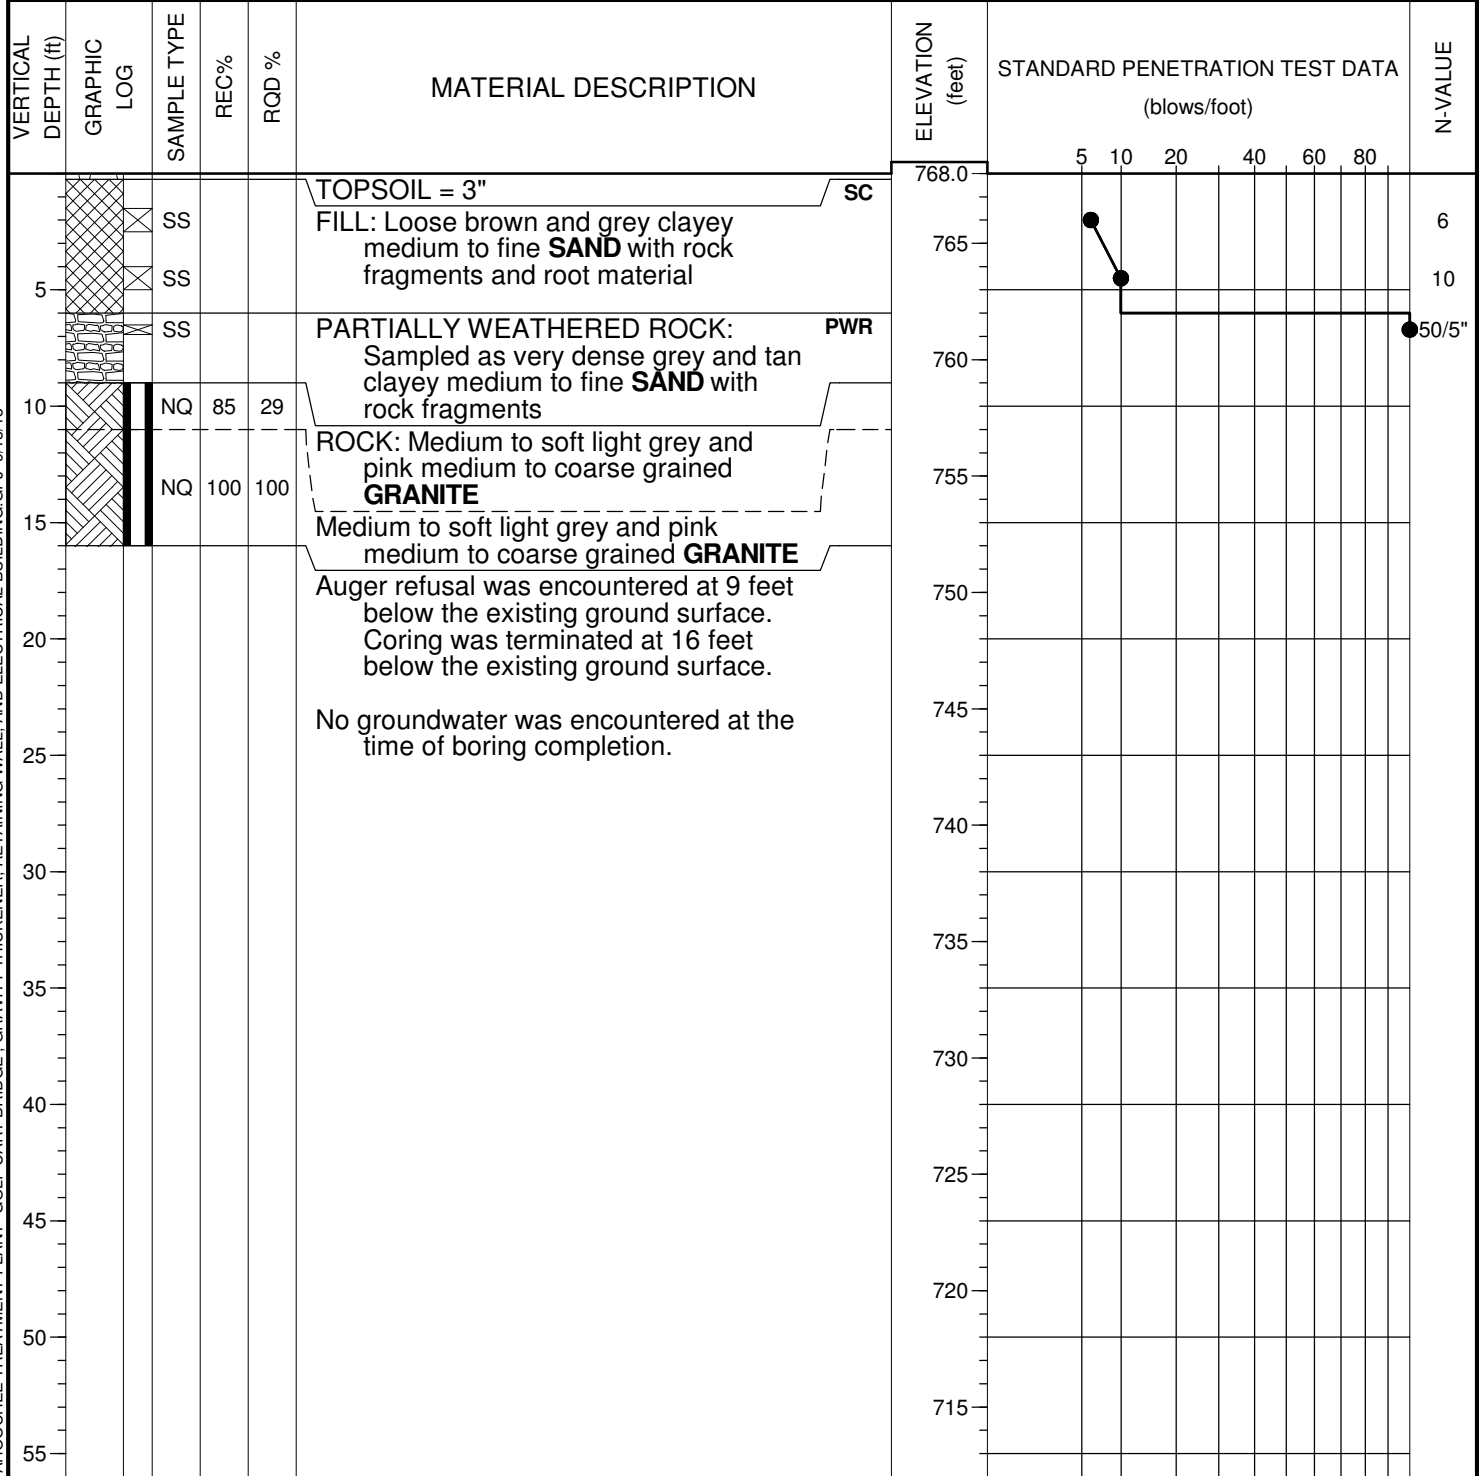 VERTICAL
DEPTH (ft)
GRAPHIC
LOG
SAMPLE TYPE
REC%
RQD %
MATERIAL DESCRIPTION
ELEVATION
(feet)
STANDARD PENETRATION TEST DATA
(blows/foot)
N-VALUE
5 10 20 40 60 80
768.0
TOPSOIL = 3" SC
SS FILL: Loose brown and grey clayey 6
medium to fine SAND with rock 765
SS fragments and root material 10
5
SS PARTIALLY WEATHERED ROCK: PWR 50/5"
Sampled as very dense grey and tan 760
clayey medium to fine SAND with
10 NQ 85 29 rock fragments
ROCK: Medium to soft light grey and
pink medium to coarse grained 755
NQ 100 100 GRANITE
15 Medium to soft light grey and pink
medium to coarse grained GRANITE
Auger refusal was encountered at 9 feet 750
below the existing ground surface.
20 Coring was terminated at 16 feet
below the existing ground surface.
745
No groundwater was encountered at the
25 time of boring completion.
740
30
735
35
730
40
725
45
720
50
715
55